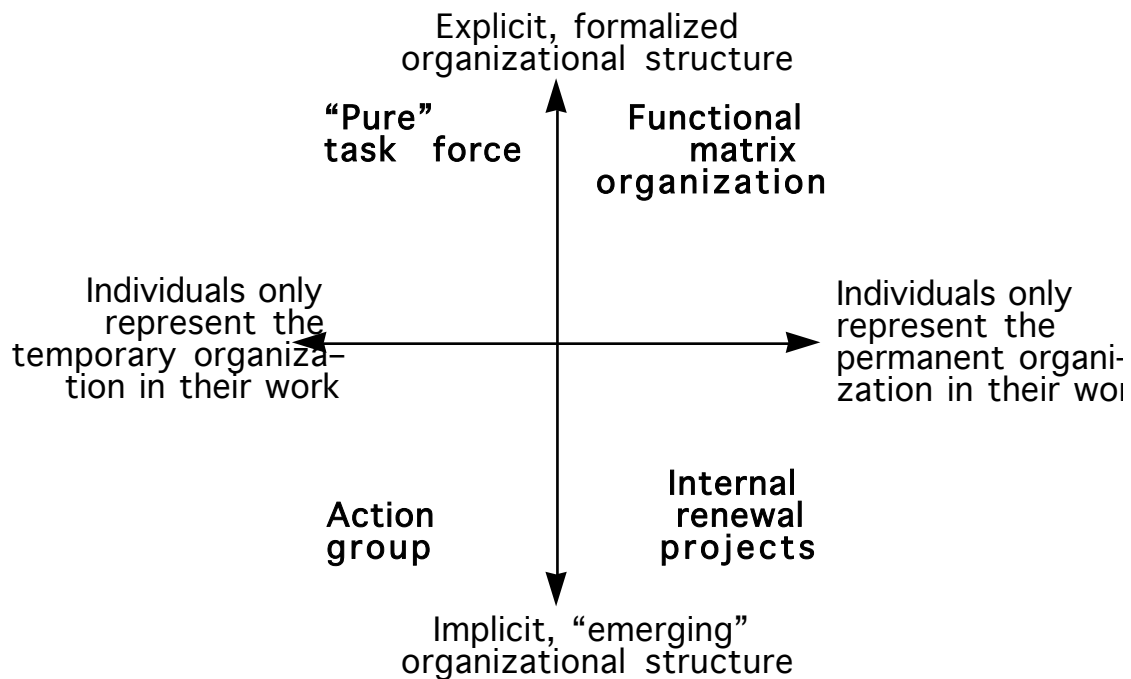 Explicit, formalized
organizational structure
“Pure”
task force
Functional
matrix
organization
Individuals only
represent the
temporary organiza–
tion in their work
Individuals only
represent the
permanent organi-
zation in their wor
Action
group
Internal
renewal
projects
Implicit, “emerging”
organizational structure